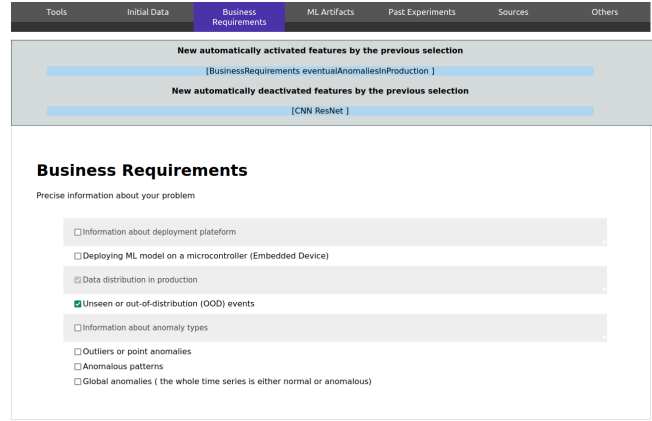 Tools Initial Data Business Requirements ML Artifacts Past Experiments Sources Others
New automatically activated features by the previous selection
[BusinessRequirements eventualAnomaliesInProduction ]
New automatically deactivated features by the previous selection
[CNN ResNet ]
Business Requirements
Precise information about your problem
Information about deployment plateform
Deploying ML model on a microcontroller (Embedded Device)
Data distribution in production
Unseen or out-of-distribution (OOD) events
Information about anomaly types
Outliers or point anomalies
Anomalous patterns
Global anomalies ( the whole time series is either normal or anomalous)